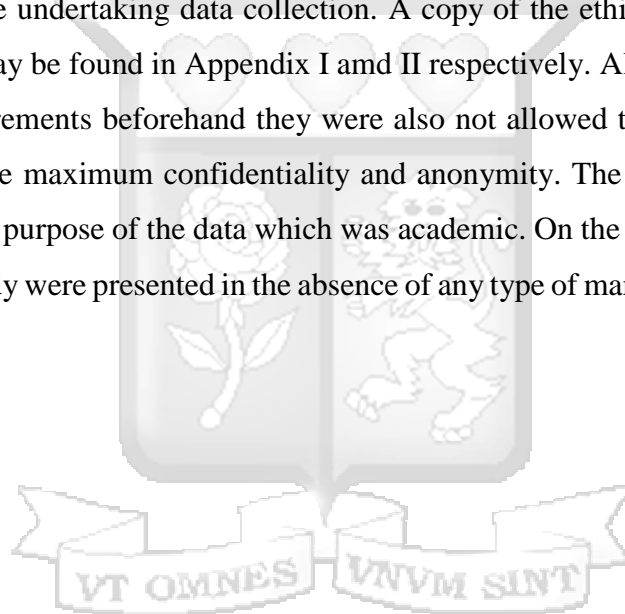 e undertaking data collection. A copy of the ethi
ay be found in Appendix I amd II respectively. Al
rements beforehand they were also not allowed t
e maximum confidentiality and anonymity. The
purpose of the data which was academic. On the
ly were presented in the absence of any type of ma
VT OMNES VNVM SINT